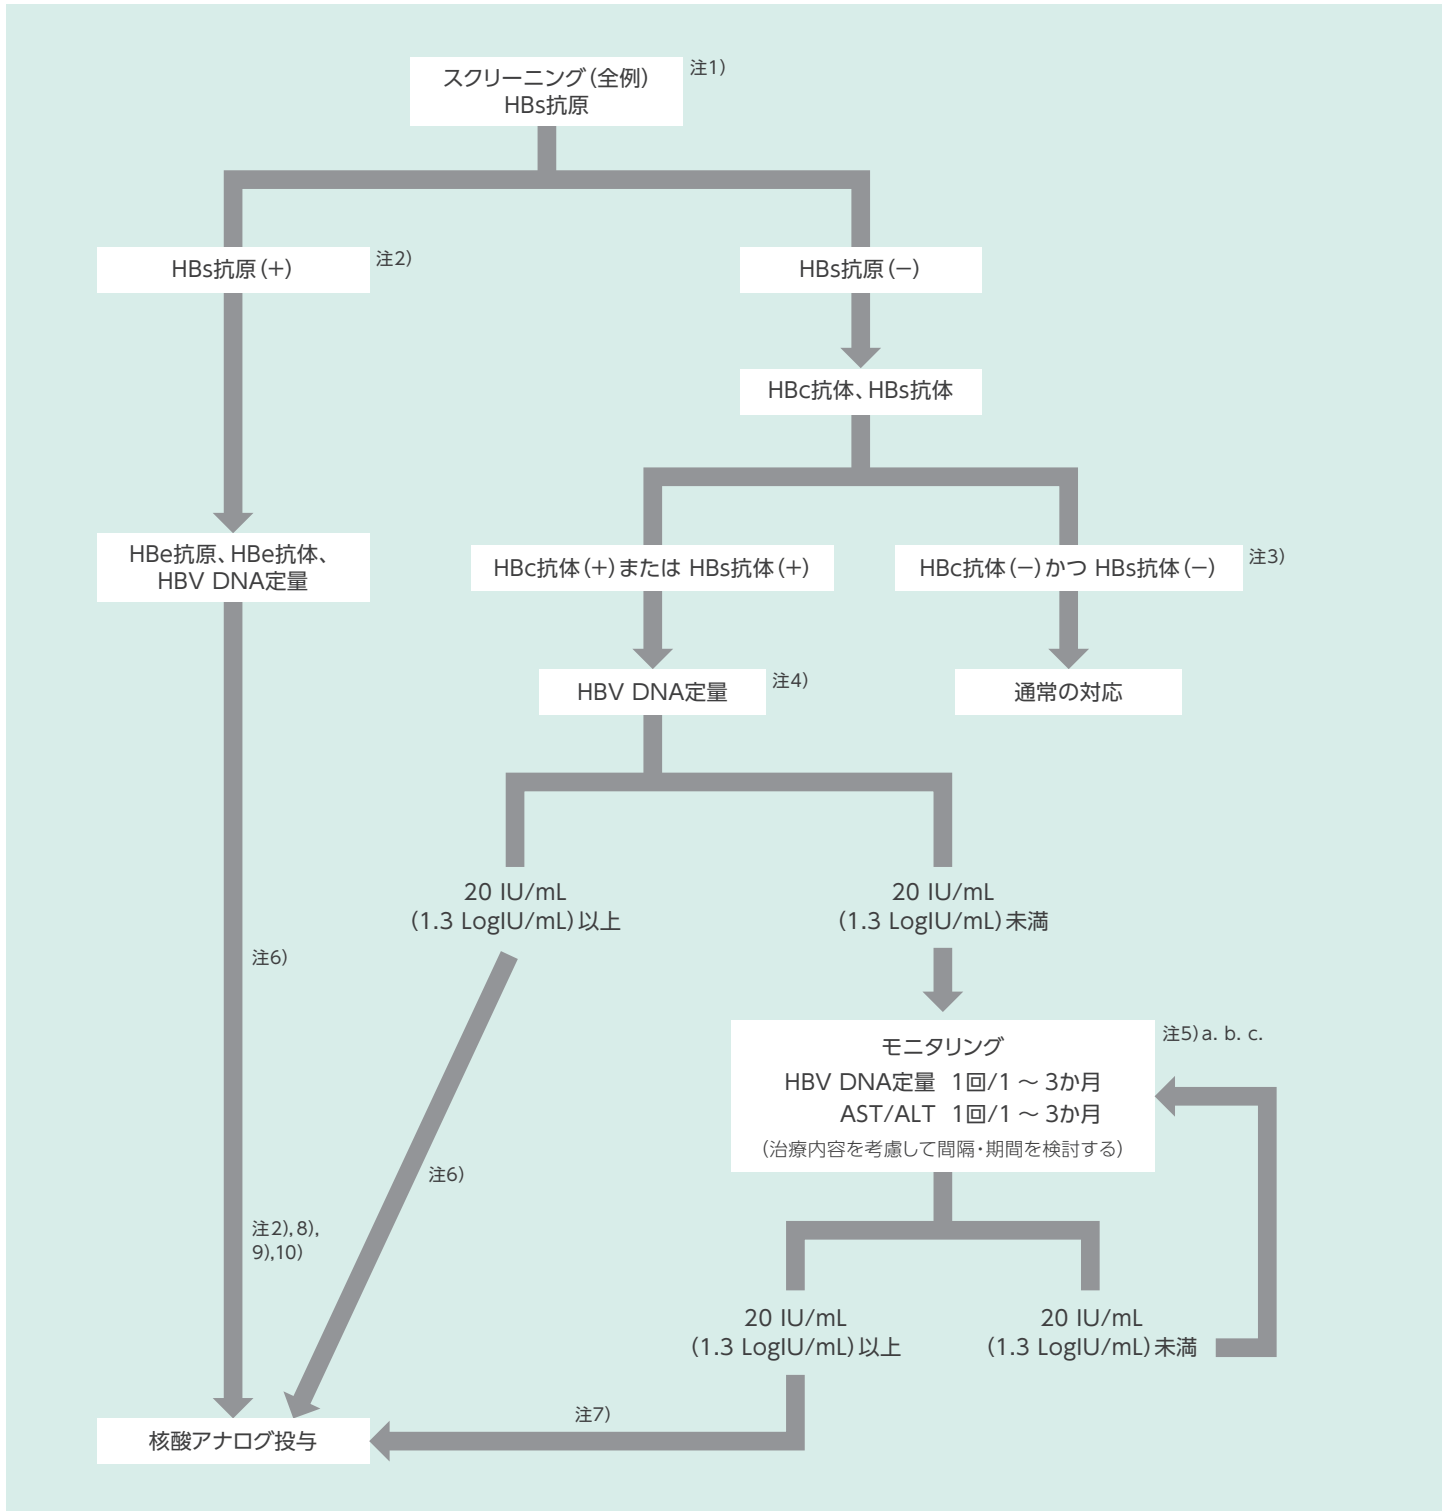 スクリーニング（全例）
HBs抗原
注1）
HBs抗原（＋）
注2）
HBs抗原（－）
HBc抗体、HBs抗体
HBe抗原、HBe抗体、
HBV DNA定量
HBc抗体（＋）または HBs抗体（＋）
HBc抗体（－）かつ HBs抗体（－）
注3）
HBV DNA定量
注4）
通常の対応
20 IU/mL
（1.3 LogIU/mL）以上
20 IU/mL
（1.3 LogIU/mL）未満
注6）
モニタリング
HBV DNA定量 1回/1 ～ 3か月
AST/ALT 1回/1 ～ 3か月
（治療内容を考慮して間隔・期間を検討する）
注5）a. b. c.
注6）
注2）, 8）,
9）,10）
20 IU/mL
（1.3 LogIU/mL）以上
20 IU/mL
（1.3 LogIU/mL）未満
注7）
核酸アナログ投与